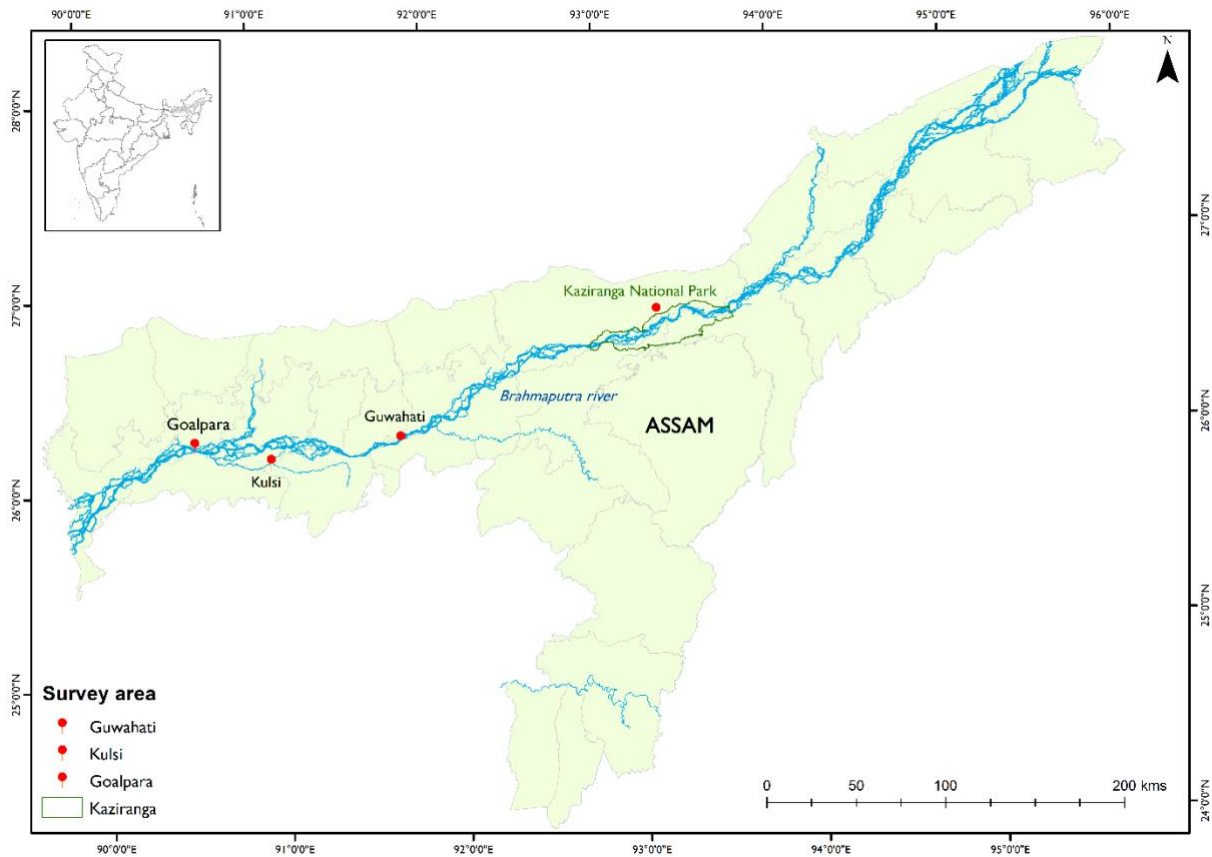 90°0'0"E
91°0'0"E
92°0'0"E
93°0'0"E
94°0'0"E
95°0'0"E
96°0'0"E
N
28°0'0"N
27°0'0"N
27°0'0"N
Kaziranga National Park
Brahmaputra river
26°0'0"N
Goalpara
Guwahati
ASSAM
Kulsi
26°0'0"N
25°0'0"N
25°0'0"N
Survey area
Guwahati
Kulsi
Goalpara
Kaziranga
0 50 100 200 kms
24°0'0"N
90°0'0"E
91°0'0"E
92°0'0"E
93°0'0"E
94°0'0"E
95°0'0"E